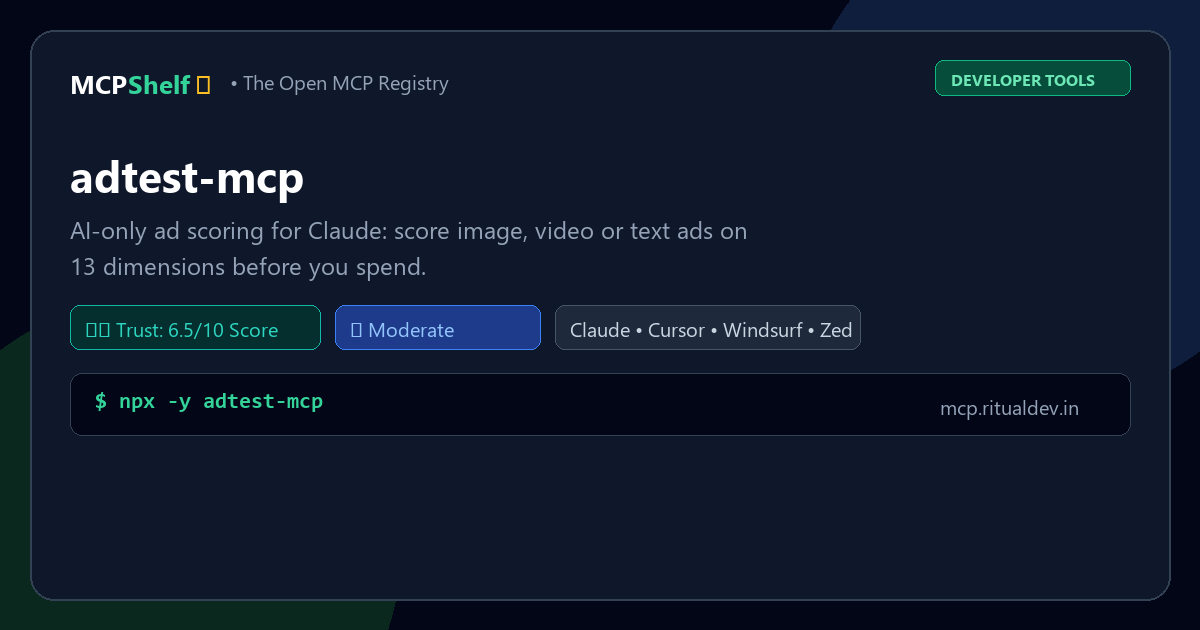 MCPShelf • The Open MCP Registry
DEVELOPER TOOLS
adtest-mcp
AI-only ad scoring for Claude: score image, video or text ads on
13 dimensions before you spend.
Trust: 6.5/10 Score
Moderate
Claude • Cursor • Windsurf • Zed
$ npx -y adtest-mcp
mcp.ritualdev.in